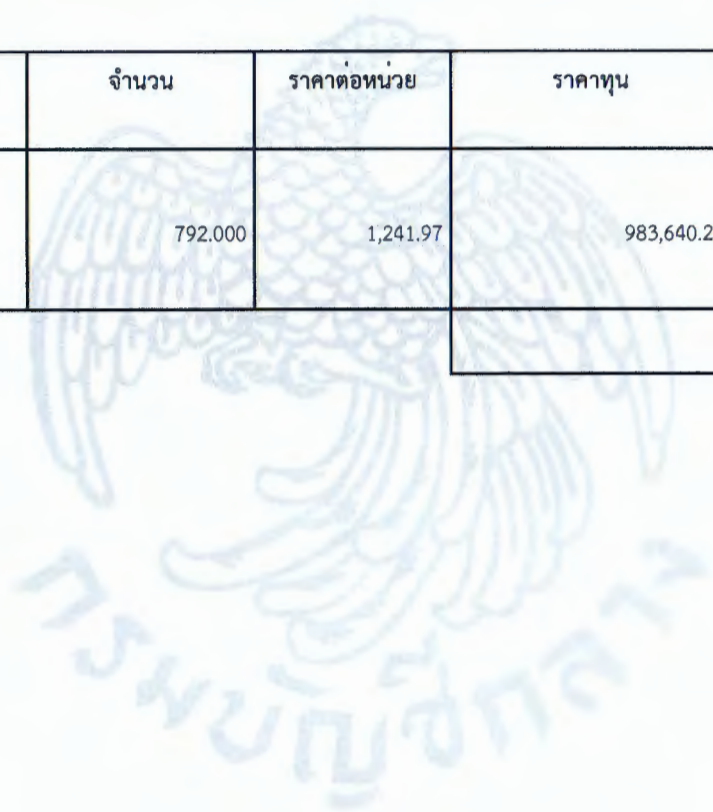 จำนวน ราคาต่อหน่วย ราคาทุน
792.000 1,241.97 983,640.2
กรมบัญชีกลาง